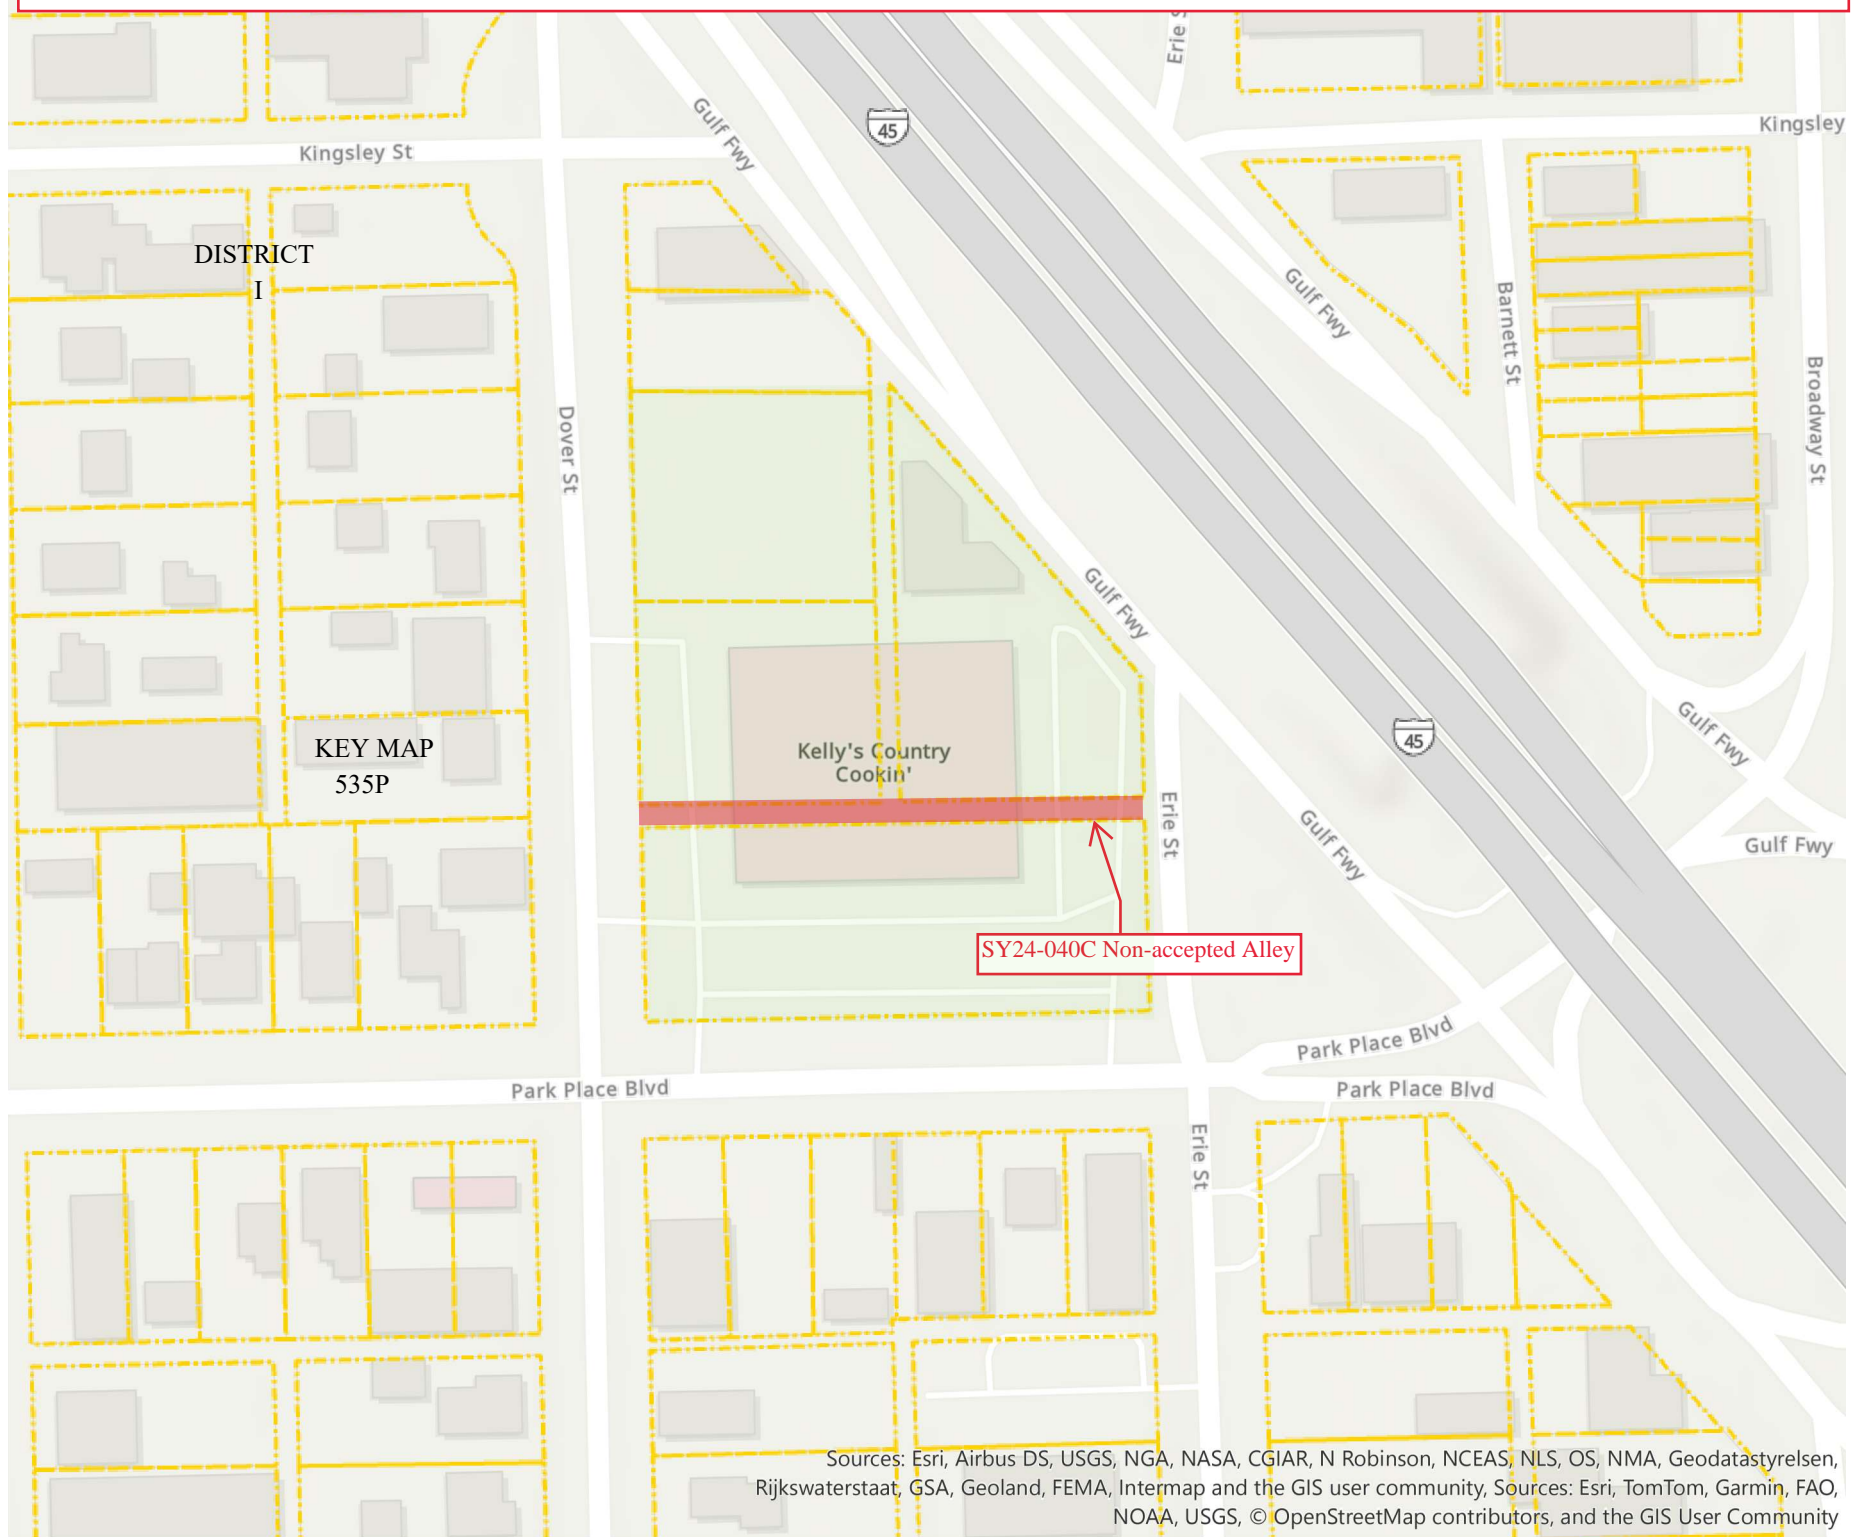 Erie S
Gulf Fwy
45
Kingsley
Kingsley St
DISTRICT
I
Gulf Fwy
Barnett St
Broadway St
Dover St
Gulf Fwy
KEY MAP
535P
Kelly's Country
Cookin'
45
Gulf Fwy
Erie St
Gulf Fwy
Gulf Fwy
SY24-040C Non-accepted Alley
Park Place Blvd
Park Place Blvd
Park Place Blvd
Erie St
Sources: Esri, Airbus DS, USGS, NGA, NASA, CGIAR, N Robinson, NCEAS, NLS, OS, NMA, Geodatastyrelsen,
Rijkswaterstaat, GSA, Geoland, FEMA, Intermap and the GIS user community, Sources: Esri, TomTom, Garmin, FAO,
NOAA, USGS, © OpenStreetMap contributors, and the GIS User Community